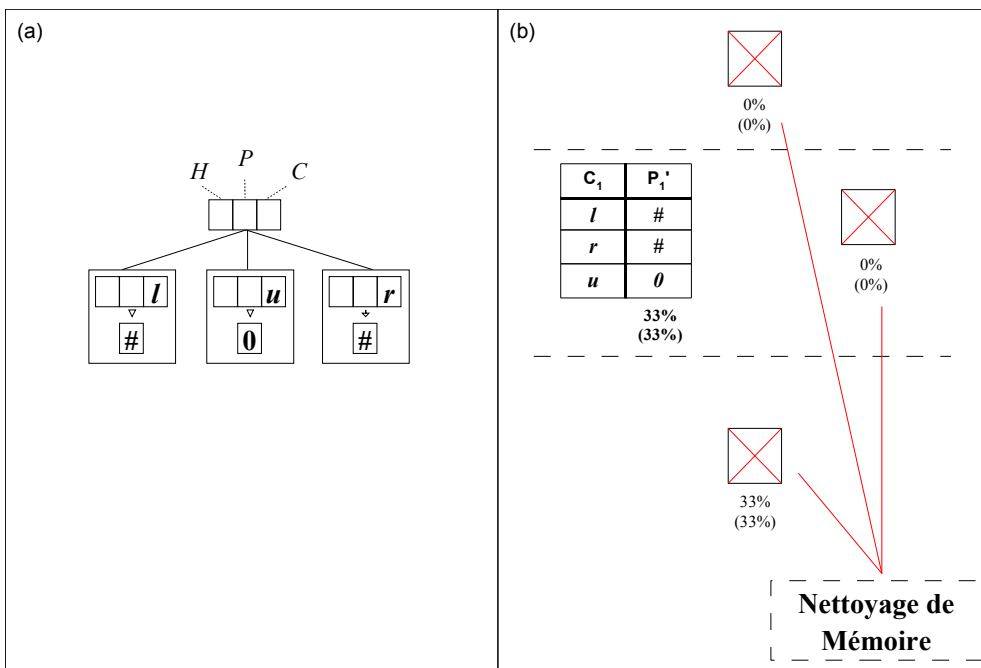 (a)
H P C
l u r
# 0 #
(b)
0%
(0%)
C1 P1'
l #
r #
u 0
33%
(33%)
0%
(0%)
33%
(33%)
Nettoyage de
Mémoire